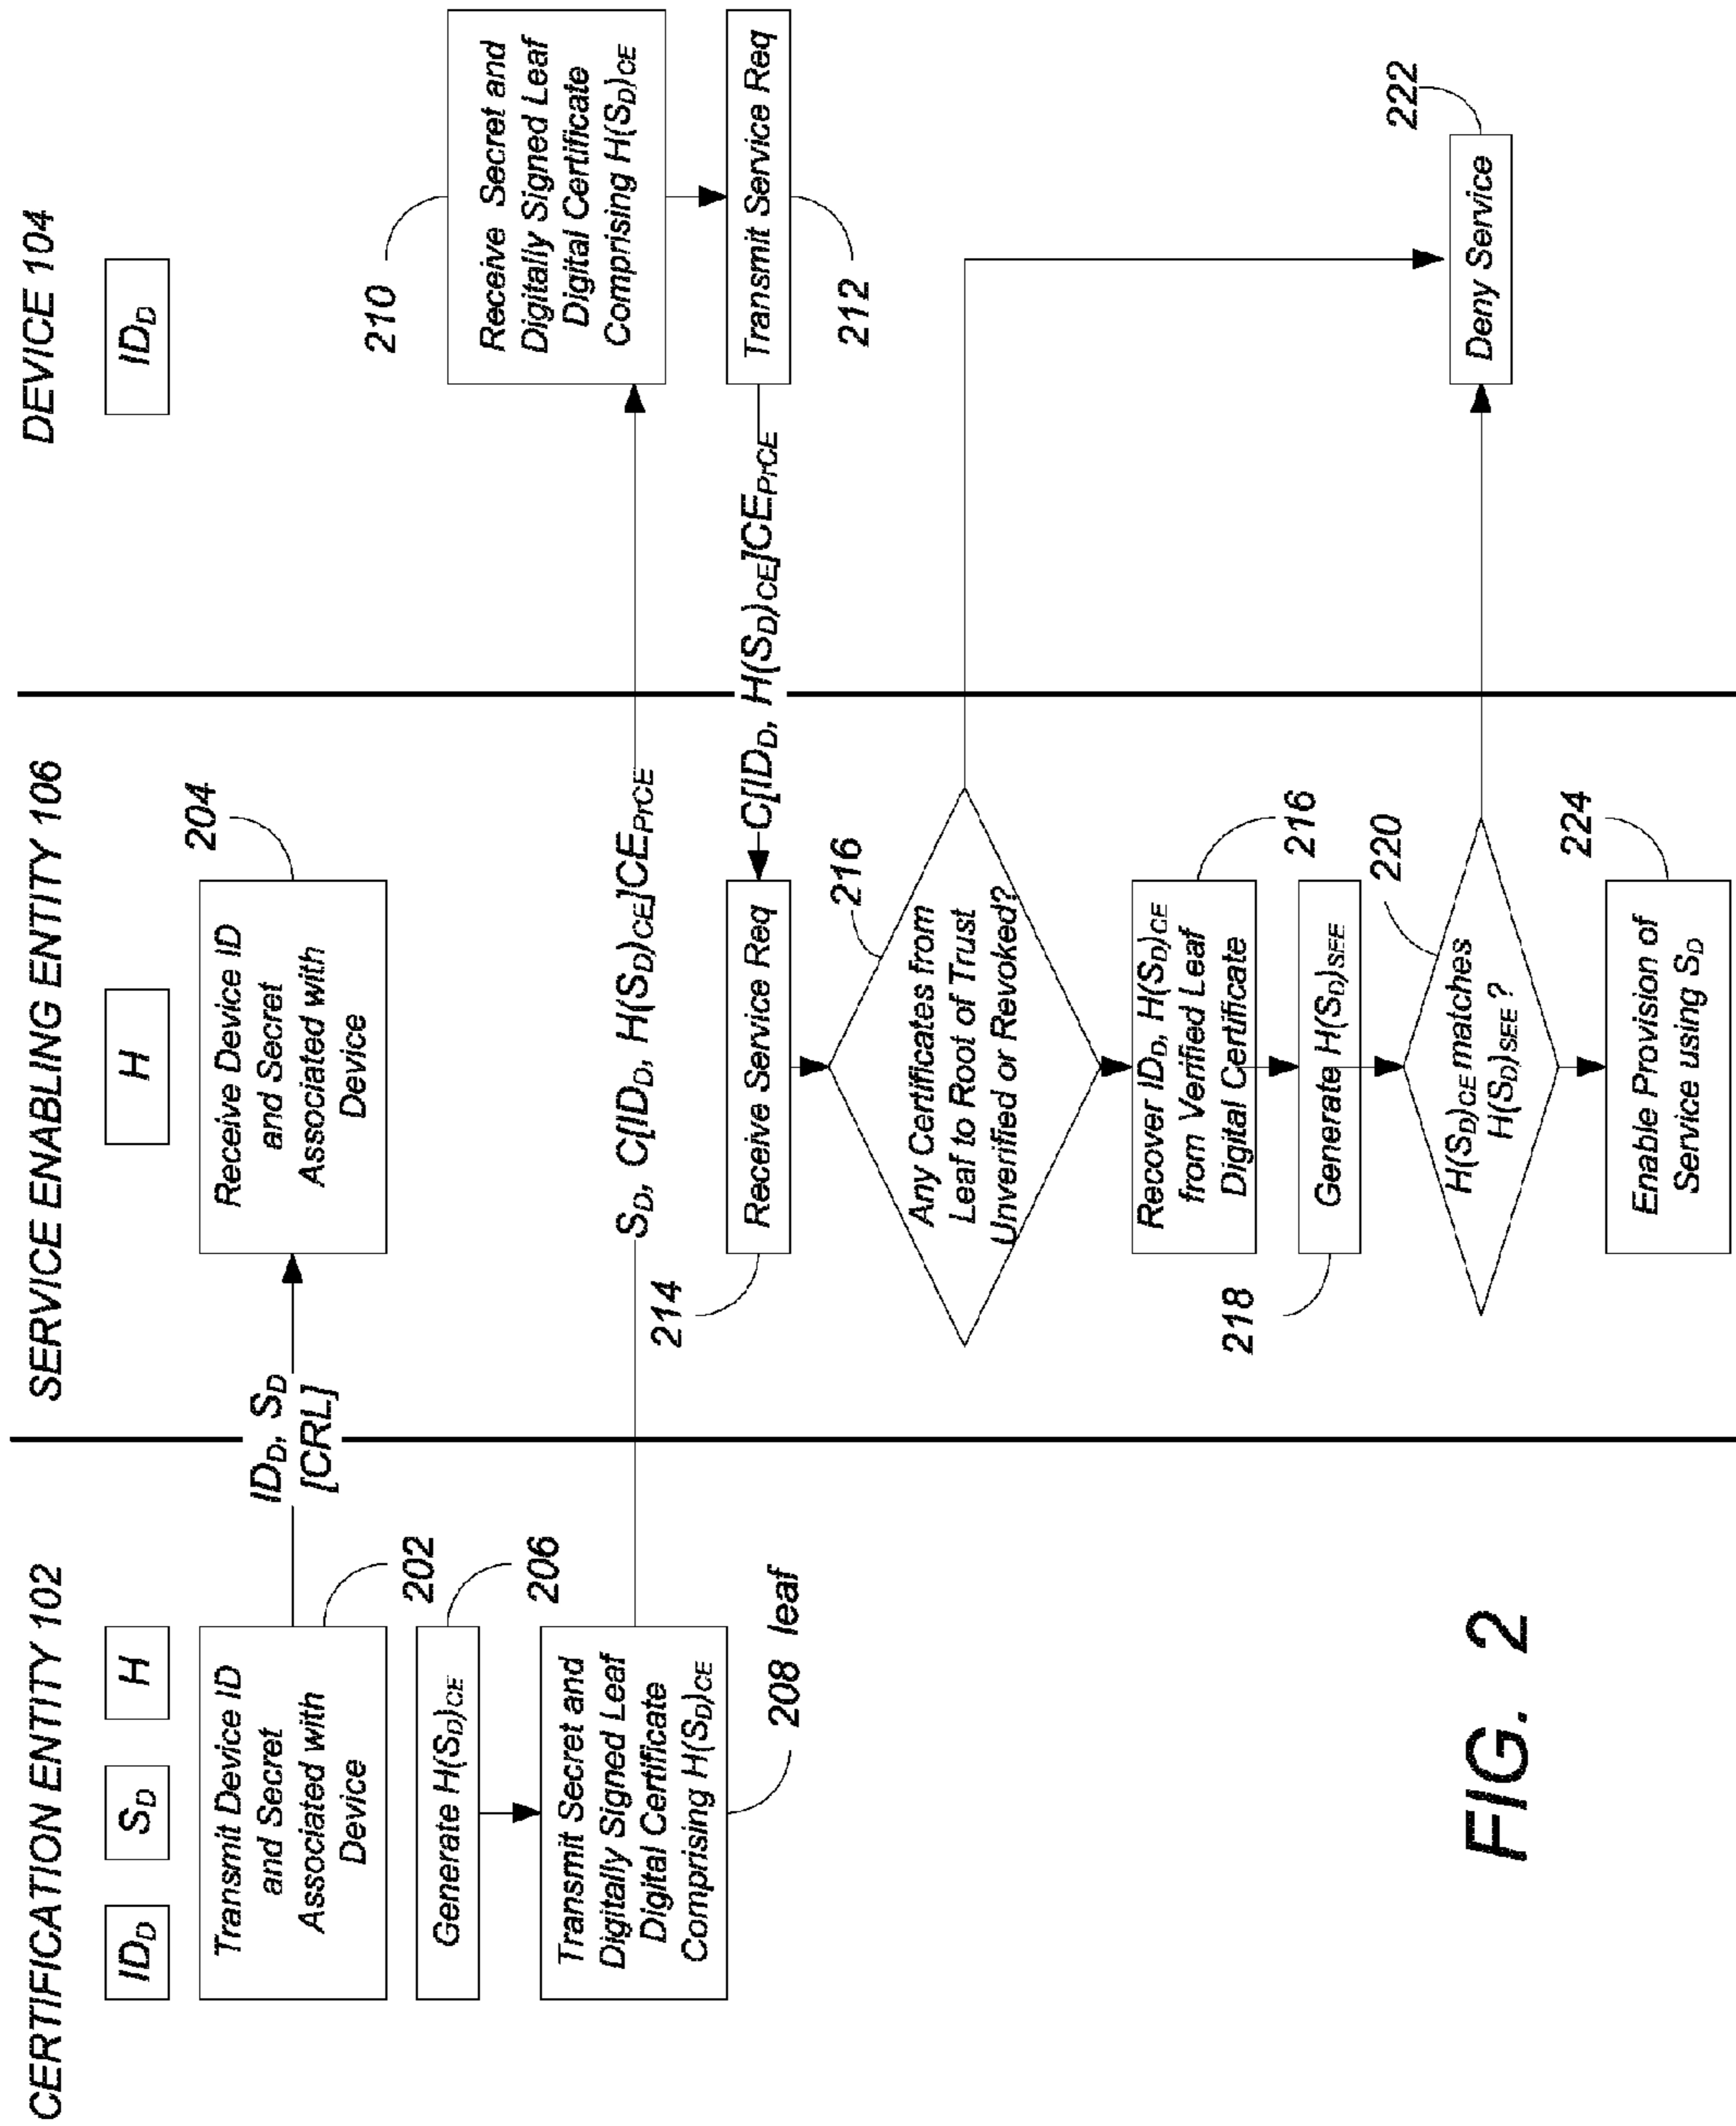 CERTIFICATION ENTITY 102
SERVICE ENABLING ENTITY 106
DEVICE 104
ID_D
S_D
H
H
ID_D
Transmit Device ID
and Secret
Associated with
Device
202
ID_D, S_D
[CRL]
Receive Device ID
and Secret
Associated with
Device
204
Generate H(S_D)_CE
206
Transmit Secret and
Digitally Signed Leaf
Digital Certificate
Comprising H(S_D)_CE
208 leaf
S_D, C[ID_D, H(S_D)_CE]CE_PrCE
210
Receive Secret and
Digitally Signed Leaf
Digital Certificate
Comprising H(S_D)_CE
Transmit Service Req
212
C[ID_D, H(S_D)_CE]CE_PrCE
Receive Service Req
214
216
Any Certificates from
Leaf to Root of Trust
Unverified or Revoked?
Recover ID_D, H(S_D)_CE
from Verified Leaf
Digital Certificate
216
Generate H(S_D)_SEE
218
H(S_D)_CE matches
H(S_D)_SEE ?
220
Deny Service
222
Enable Provision of
Service using S_D
224
FIG. 2